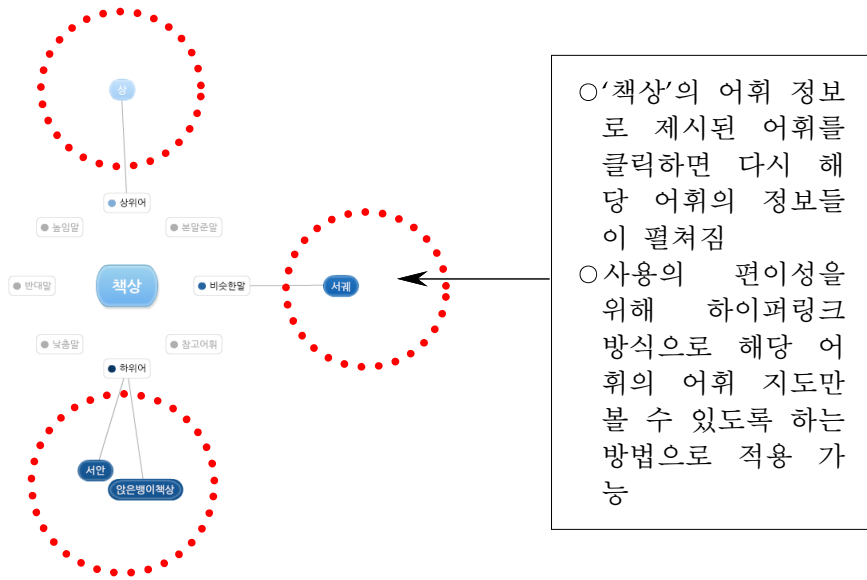 상
상위어
높임말
본말준말
반대말
책상
비슷한말
서궤
낮춤말
참고어휘
하위어
서안
앉은뱅이책상
○‘책상’의 어휘 정보
로 제시된 어휘를
클릭하면 다시 해
당 어휘의 정보들
이 펼쳐짐
○사용의 편이성을
위해 하이퍼링크
방식으로 해당 어
휘의 어휘 지도만
볼 수 있도록 하는
방법으로 적용 가
능